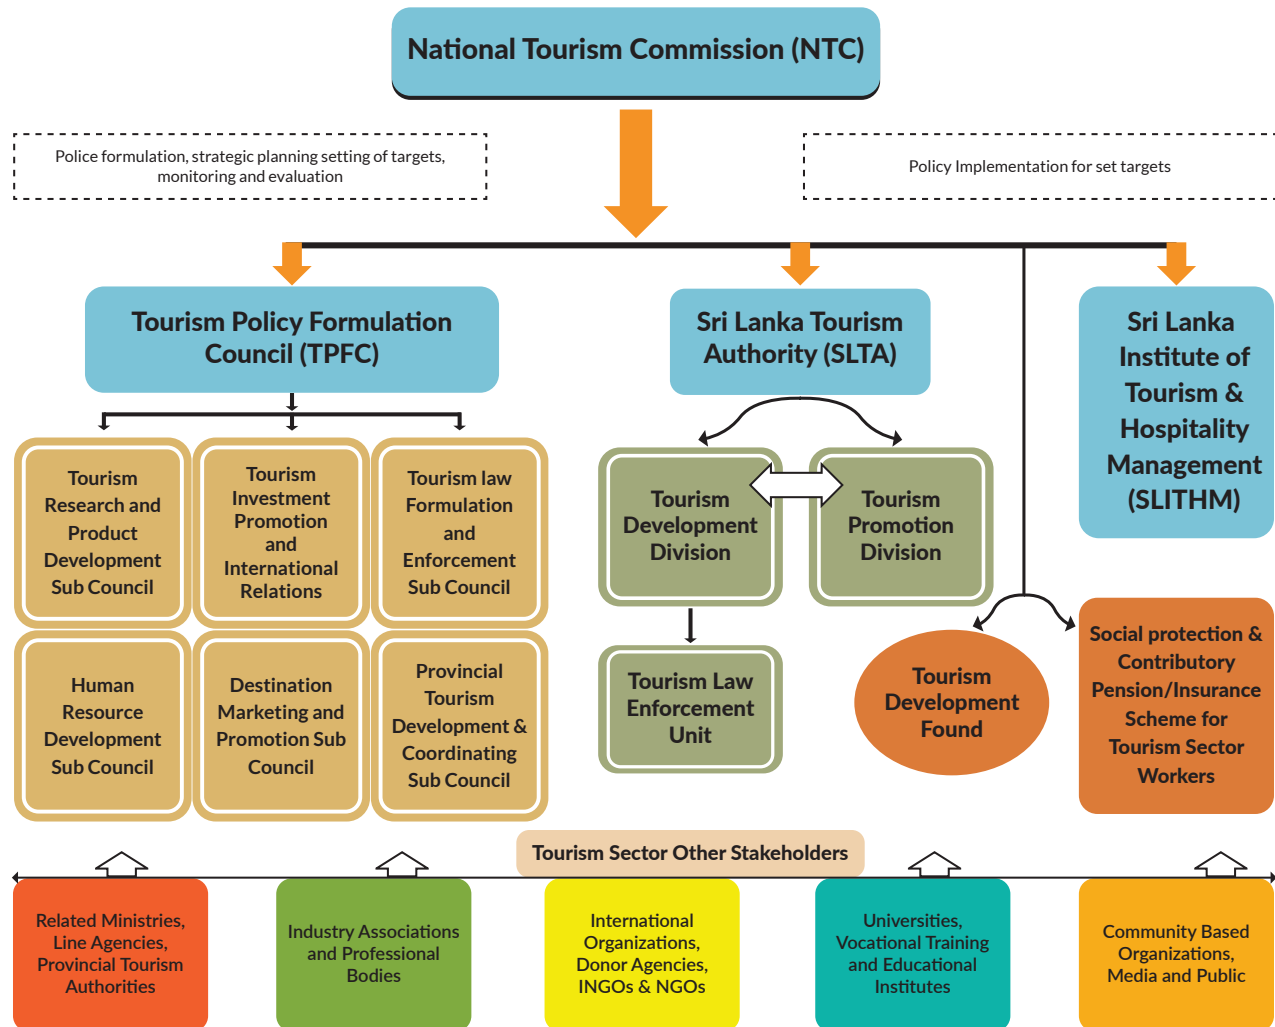 National Tourism Commission (NTC)
Police formulation, strategic planning setting of targets,
monitoring and evaluation
Policy Implementation for set targets
Tourism Policy Formulation
Council (TPFC)
Sri Lanka Tourism
Authority (SLTA)
Sri Lanka
Institute of
Tourism &
Hospitality
Management
(SLITHM)
Tourism
Research and
Product
Development
Sub Council
Tourism
Investment
Promotion
and
International
Relations
Tourism law
Formulation
and
Enforcement
Sub Council
Tourism
Development
Division
Tourism
Promotion
Division
Human
Resource
Development
Sub Council
Destination
Marketing and
Promotion Sub
Council
Provincial
Tourism
Development &
Coordinating
Sub Council
Tourism Law
Enforcement
Unit
Tourism
Development
Found
Social protection &
Contributory
Pension/Insurance
Scheme for
Tourism Sector
Workers
Tourism Sector Other Stakeholders
Related Ministries,
Line Agencies,
Provincial Tourism
Authorities
Industry Associations
and Professional
Bodies
International
Organizations,
Donor Agencies,
INGOs & NGOs
Universities,
Vocational Training
and Educational
Institutes
Community Based
Organizations,
Media and Public